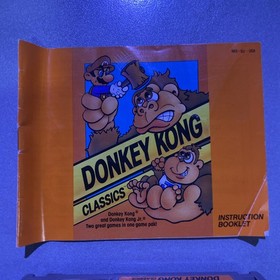 DONKEY KONG
CLASSICS
Donkey Kong®
and Donkey Kong Jr.®
Two great games in one game pak!
INSTRUCTION
BOOKLET